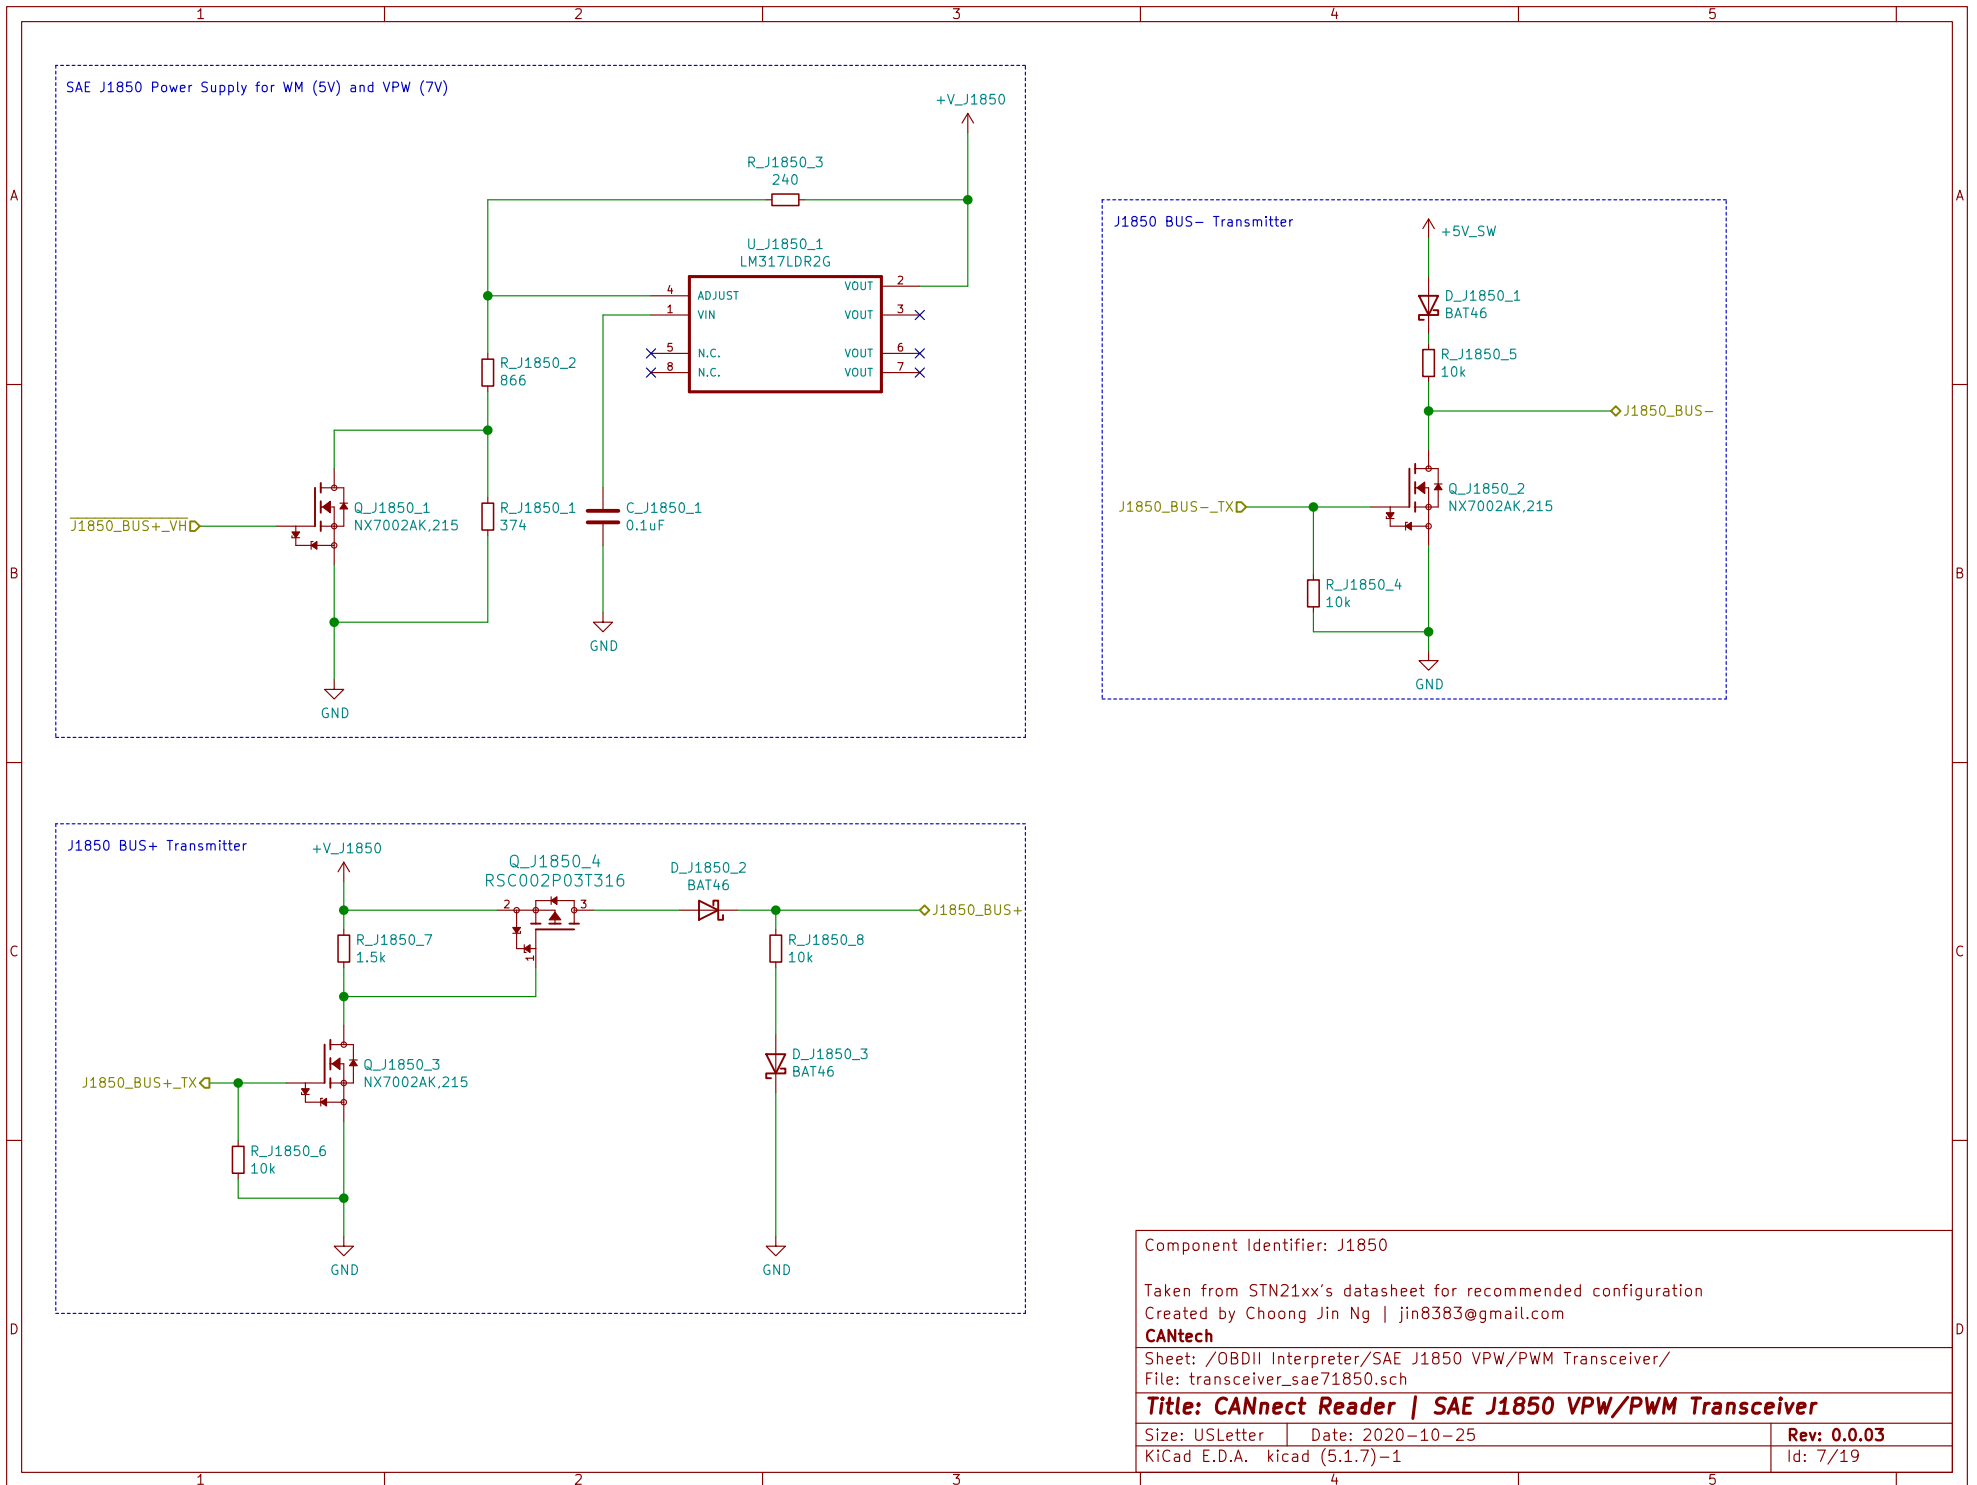 1 2 3 4 5
A A
B B
C C
D D
SAE J1850 Power Supply for WM (5V) and VPW (7V)
+V_J1850
R_J1850_3
240
U_J1850_1
LM317LDR2G
4 ADJUST
1 VIN
5 N.C.
8 N.C.
VOUT 2
VOUT 3
VOUT 6
VOUT 7
R_J1850_2
866
J1850_BUS+_VH
Q_J1850_1
NX7002AK,215
R_J1850_1
374
C_J1850_1
0.1uF
GND
GND
J1850 BUS- Transmitter
+5V_SW
D_J1850_1
BAT46
R_J1850_5
10k
J1850_BUS-
J1850_BUS-_TX
Q_J1850_2
NX7002AK,215
R_J1850_4
10k
GND
J1850 BUS+ Transmitter
+V_J1850
Q_J1850_4
RSC002P03T316
2 3
1
D_J1850_2
BAT46
J1850_BUS+
R_J1850_7
1.5k
R_J1850_8
10k
J1850_BUS+_TX
Q_J1850_3
NX7002AK,215
D_J1850_3
BAT46
R_J1850_6
10k
GND
GND
Component Identifier: J1850
Taken from STN21xx's datasheet for recommended configuration
Created by Choong Jin Ng | jin8383@gmail.com
CANtech
Sheet: /OBDII Interpreter/SAE J1850 VPW/PWM Transceiver/
File: transceiver_sae71850.sch
Title: CANnect Reader | SAE J1850 VPW/PWM Transceiver
Size: USLetter Date: 2020-10-25 Rev: 0.0.03
KiCad E.D.A. kicad (5.1.7)-1 Id: 7/19
1 2 3 4 5